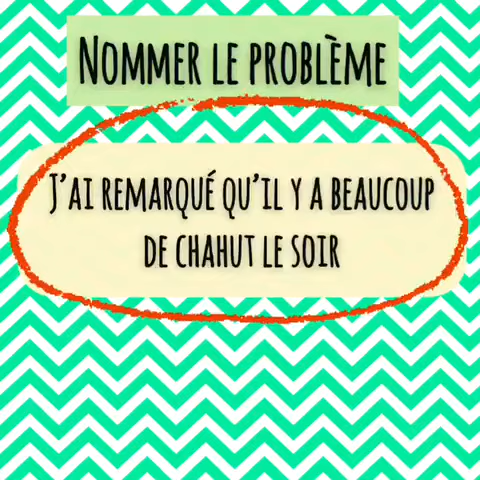 Nommer le problème
J'ai remarqué qu'il y a beaucoup
de chahut le soir